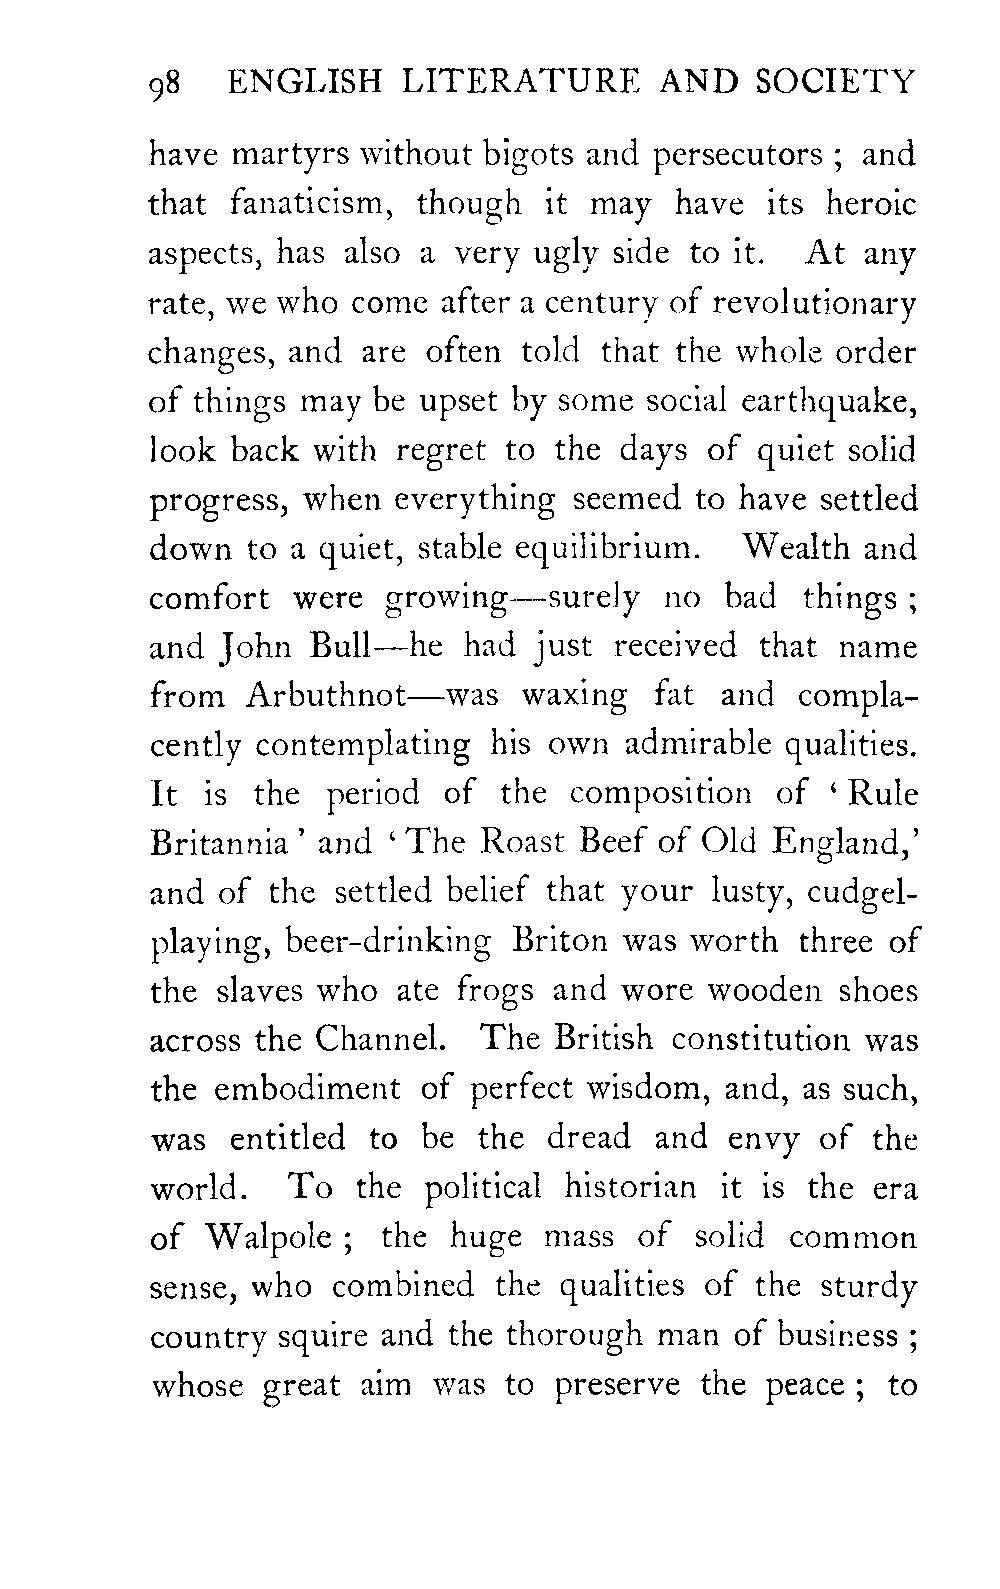 98 ENGLISH LITERATURE AND SOCIETY
have martyrs without bigots and persecutors ; and
that fanaticism, though it may have its heroic
aspects, has also a very ugly side to it. At any
rate, we who come after a century of revolutionary
changes, and are often told that the whole order
of things may be upset by some social earthquake,
look back with regret to the days of quiet solid
progress, when everything seemed to have settled
down to a quiet, stable equilibrium. Wealth and
comfort were growing—surely no bad things ;
and John Bull—he had just received that name
from Arbuthnot—was waxing fat and compla-
cently contemplating his own admirable qualities.
It is the period of the composition of ‘ Rule
Britannia ’ and ‘ The Roast Beef of Old England,’
and of the settled belief that your lusty, cudgel-
playing, beer-drinking Briton was worth three of
the slaves who ate frogs and wore wooden shoes
across the Channel. The British constitution was
the embodiment of perfect wisdom, and, as such,
was entitled to be the dread and envy of the
world. To the political historian it is the era
of Walpole ; the huge mass of solid common
sense, who combined the qualities of the sturdy
country squire and the thorough man of business ;
whose great aim was to preserve the peace ; to